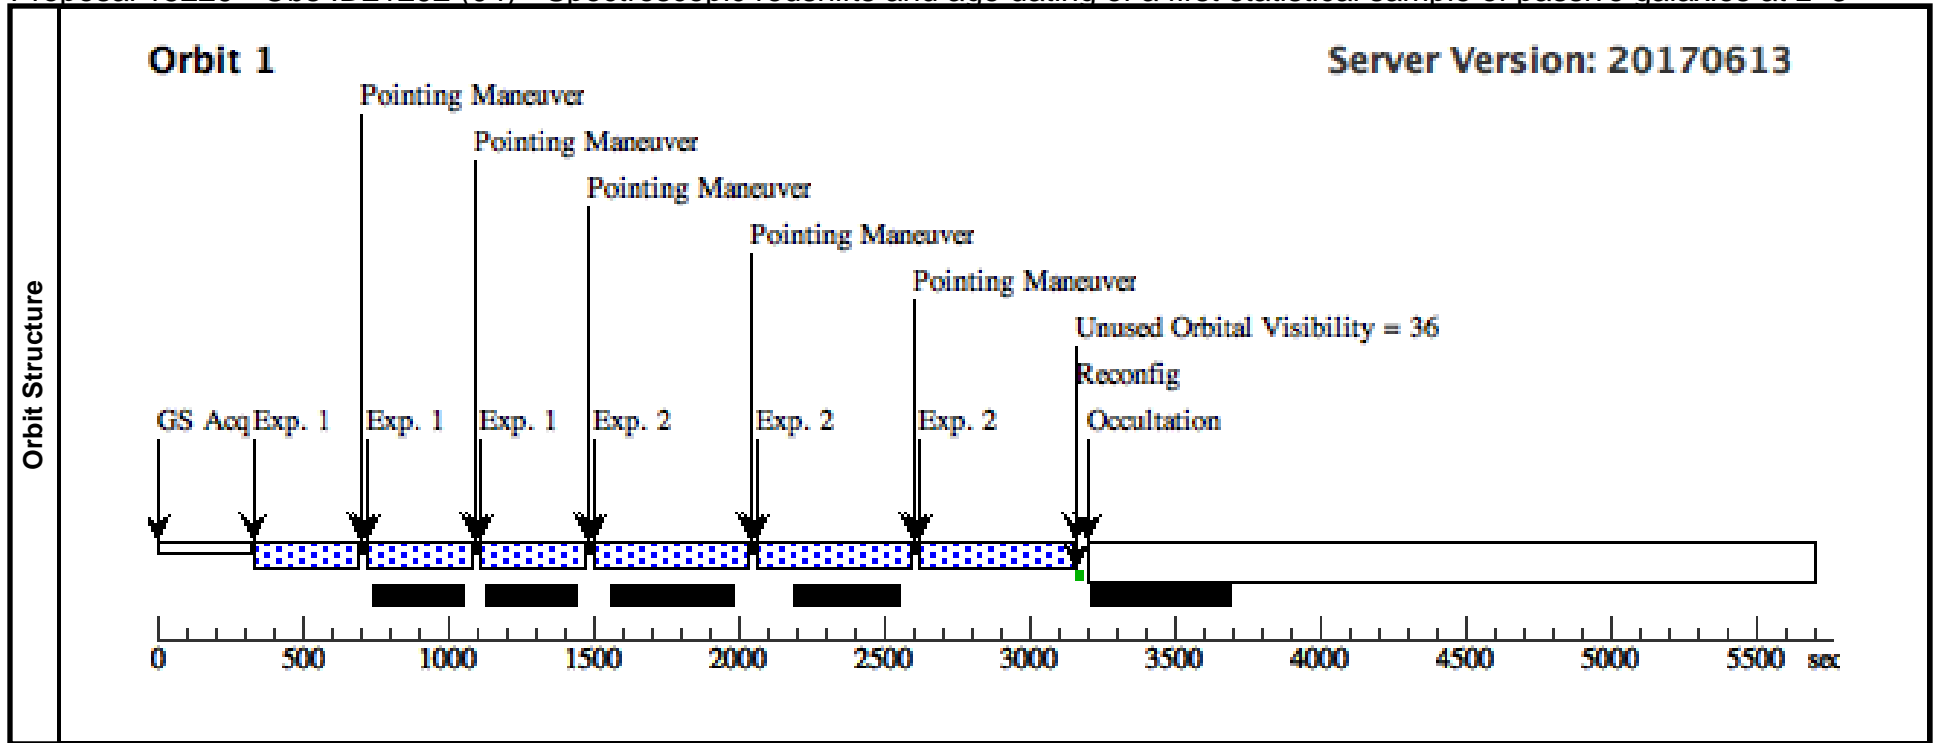 Orbit Structure
Orbit 1
Server Version: 20170613
Pointing Maneuver
Pointing Maneuver
Pointing Maneuver
Pointing Maneuver
Pointing Maneuver
Unused Orbital Visibility = 36
Reconfig
GS Acq Exp. 1 Exp. 1 Exp. 1 Exp. 2 Exp. 2 Exp. 2 Occultation
0 500 1000 1500 2000 2500 3000 3500 4000 4500 5000 5500 sec